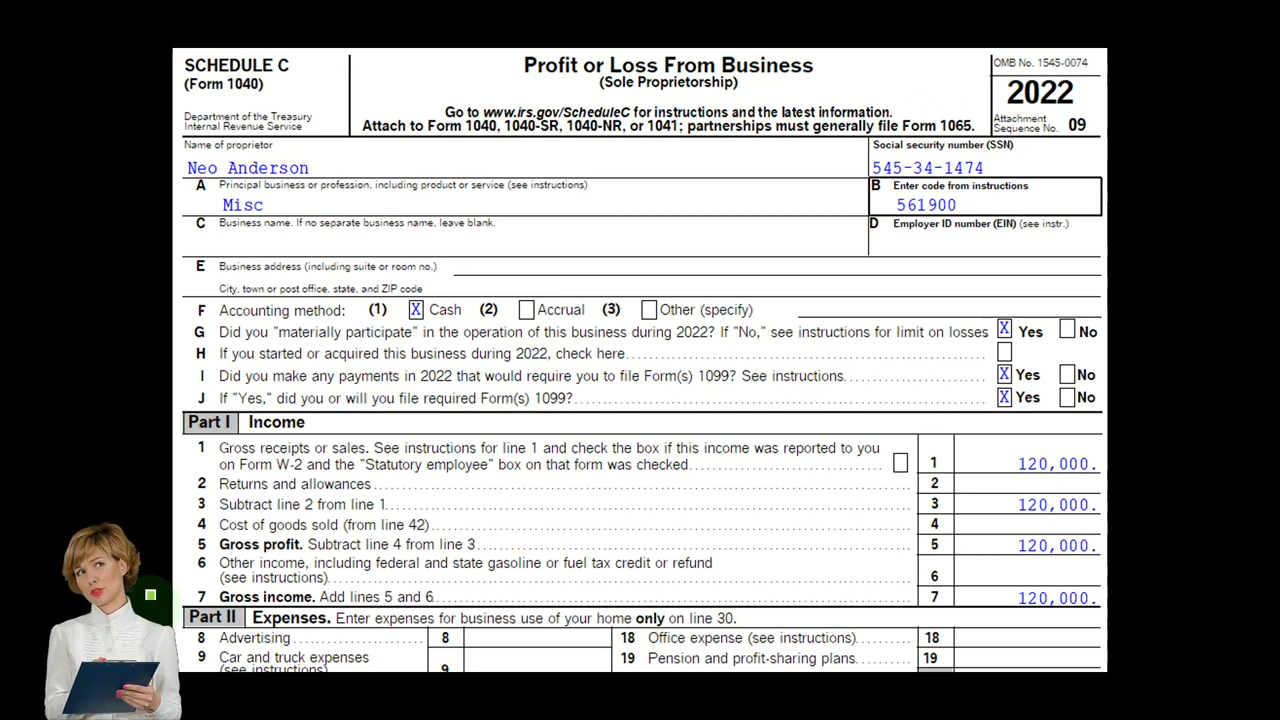 SCHEDULE C
(Form 1040)
Department of the Treasury
Internal Revenue Service
Profit or Loss From Business
(Sole Proprietorship)
Go to www.irs.gov/ScheduleC for instructions and the latest information.
Attach to Form 1040, 1040-SR, 1040-NR, or 1041; partnerships must generally file Form 1065.
OMB No. 1545-0074
2022
Attachment
Sequence No. 09
Name of proprietor
Neo Anderson
Social security number (SSN)
545-34-1474
A Principal business or profession, including product or service (see instructions)
Misc
B Enter code from instructions
561900
C Business name. If no separate business name, leave blank.
D Employer ID number (EIN) (see instr.)
E Business address (including suite or room no.)
City, town or post office, state, and ZIP code
F Accounting method: (1) X Cash (2) Accrual (3) Other (specify)
G Did you "materially participate" in the operation of this business during 2022? If "No," see instructions for limit on losses X Yes No
H If you started or acquired this business during 2022, check here
I Did you make any payments in 2022 that would require you to file Form(s) 1099? See instructions. X Yes No
J If "Yes," did you or will you file required Form(s) 1099? X Yes No
Part I Income
1 Gross receipts or sales. See instructions for line 1 and check the box if this income was reported to you
on Form W-2 and the "Statutory employee" box on that form was checked 1 120,000.
2 Returns and allowances 2
3 Subtract line 2 from line 1 3 120,000.
4 Cost of goods sold (from line 42) 4
5 Gross profit. Subtract line 4 from line 3 5 120,000.
6 Other income, including federal and state gasoline or fuel tax credit or refund
(see instructions) 6
7 Gross income. Add lines 5 and 6 7 120,000.
Part II Expenses. Enter expenses for business use of your home only on line 30.
8 Advertising 8 18 Office expense (see instructions) 18
9 Car and truck expenses 19 Pension and profit-sharing plans 19
(see instructions) 9